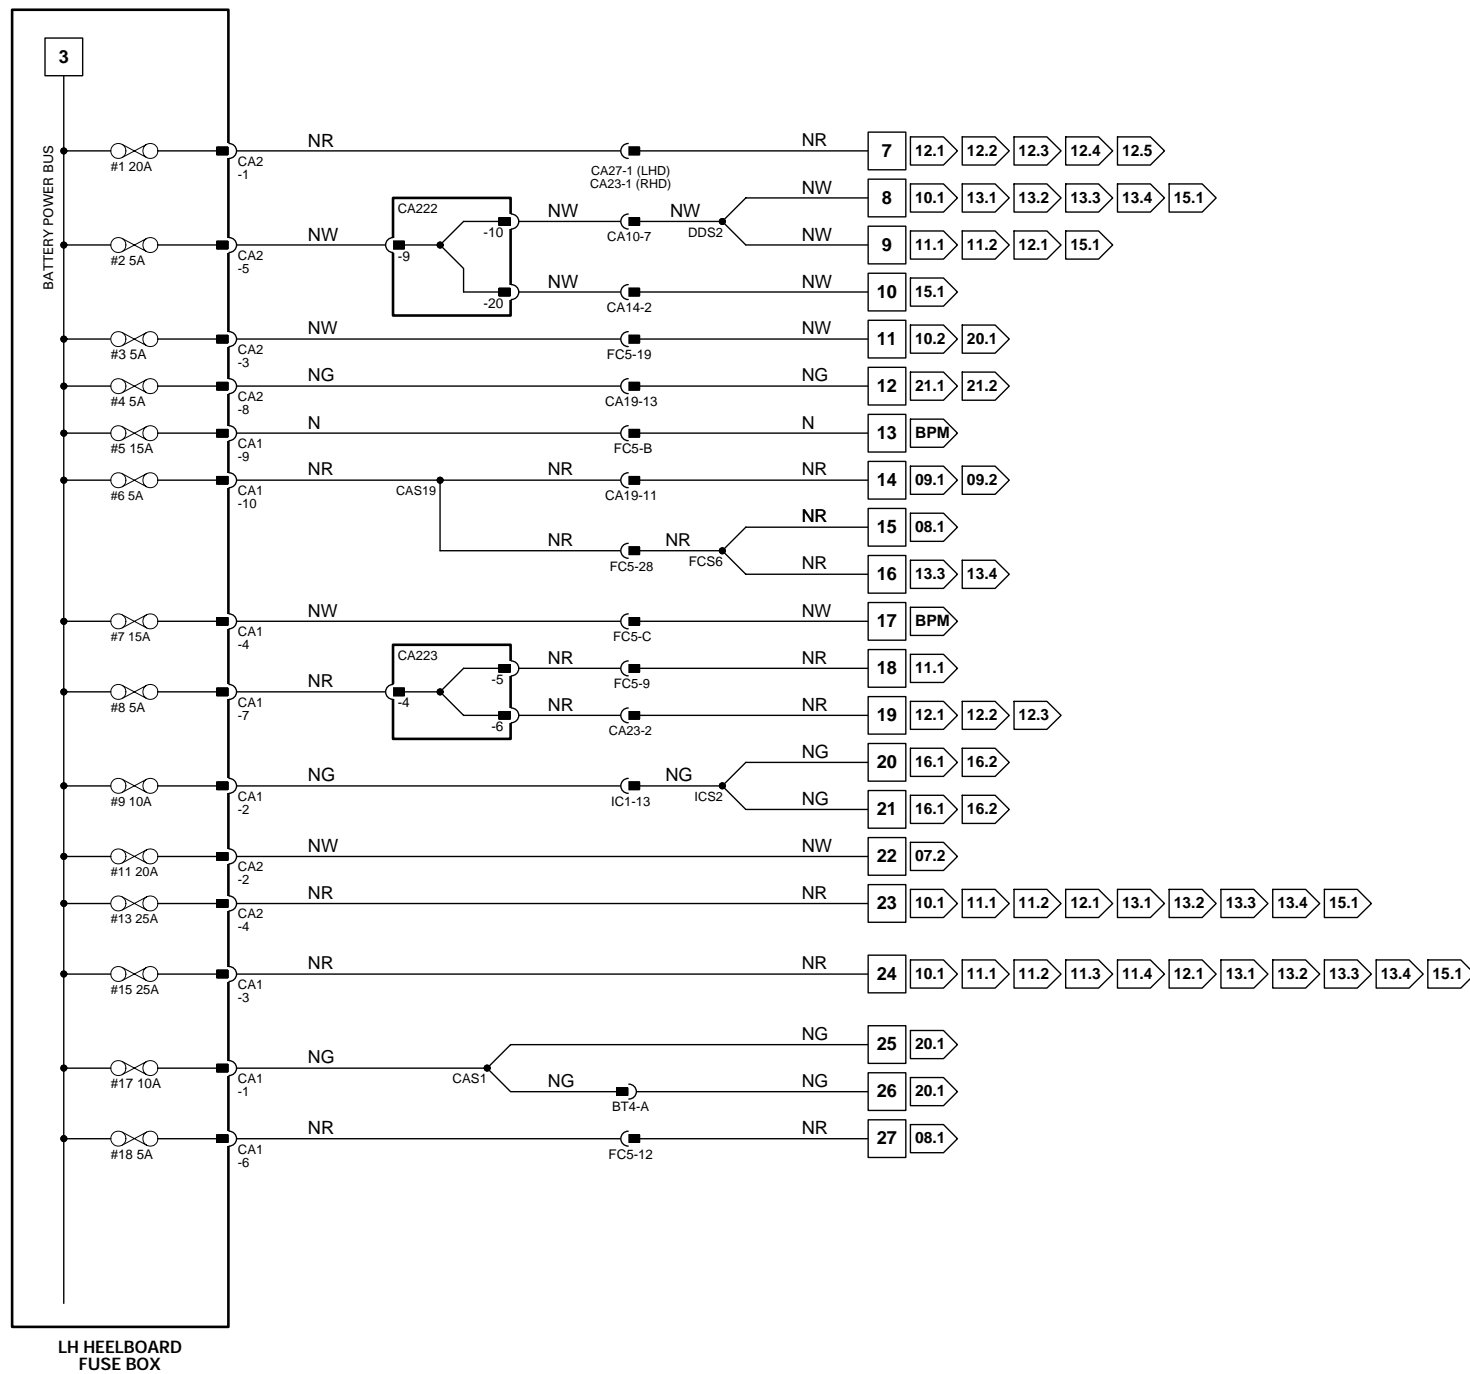 3
BATTERY POWER BUS
#1 20A
CA2
-1
NR
CA27-1 (LHD)
CA23-1 (RHD)
NR
7 12.1 12.2 12.3 12.4 12.5
#2 5A
CA2
-5
NW
CA222
-9
-10
NW
CA10-7
NW
DDS2
NW
8 10.1 13.1 13.2 13.3 13.4 15.1
NW
9 11.1 11.2 12.1 15.1
-20
NW
CA14-2
NW
10 15.1
#3 5A
CA2
-3
NW
FC5-19
NW
11 10.2 20.1
#4 5A
CA2
-8
NG
CA19-13
NG
12 21.1 21.2
#5 15A
CA1
-9
N
FC5-B
N
13 BPM
#6 5A
CA1
-10
NR
CAS19
NR
CA19-11
NR
14 09.1 09.2
NR
FC5-28
NR
FCS6
NR
15 08.1
NR
16 13.3 13.4
#7 15A
CA1
-4
NW
FC5-C
NW
17 BPM
#8 5A
CA1
-7
NR
CA223
-4
-5
NR
FC5-9
NR
18 11.1
-6
NR
CA23-2
NR
19 12.1 12.2 12.3
#9 10A
CA1
-2
NG
IC1-13
NG
ICS2
NG
20 16.1 16.2
NG
21 16.1 16.2
#11 20A
CA2
-2
NW
NW
22 07.2
#13 25A
CA2
-4
NR
NR
23 10.1 11.1 11.2 12.1 13.1 13.2 13.3 13.4 15.1
#15 25A
CA1
-3
NR
NR
24 10.1 11.1 11.2 11.3 11.4 12.1 13.1 13.2 13.3 13.4 15.1
#17 10A
CA1
-1
NG
CAS1
NG
25 20.1
NG
BT4-A
NG
26 20.1
#18 5A
CA1
-6
NR
FC5-12
NR
27 08.1
LH HEELBOARD
FUSE BOX